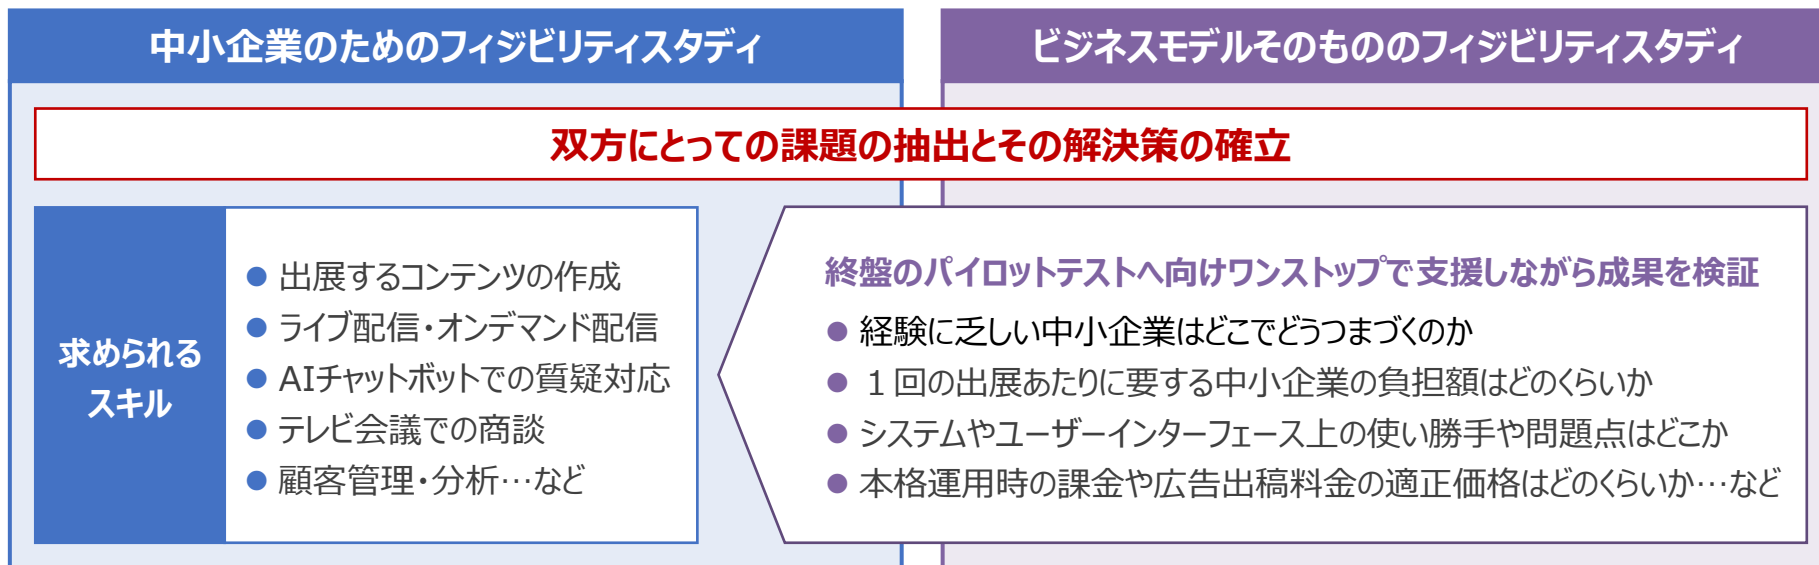 中小企業のためのフィジビリティスタディ
ビジネスモデルそのもののフィジビリティスタディ
双方にとっての課題の抽出とその解決策の確立
求められる
スキル
● 出展するコンテンツの作成
● ライブ配信・オンデマンド配信
● AIチャットボットでの質疑対応
● テレビ会議での商談
● 顧客管理・分析…など
終盤のパイロットテストへ向けワンストップで支援しながら成果を検証
● 経験に乏しい中小企業はどこでどうつまづくのか
● １回の出展あたりに要する中小企業の負担額はどのくらいか
● システムやユーザーインターフェース上の使い勝手や問題点はどこか
● 本格運用時の課金や広告出稿料金の適正価格はどのくらいか…など